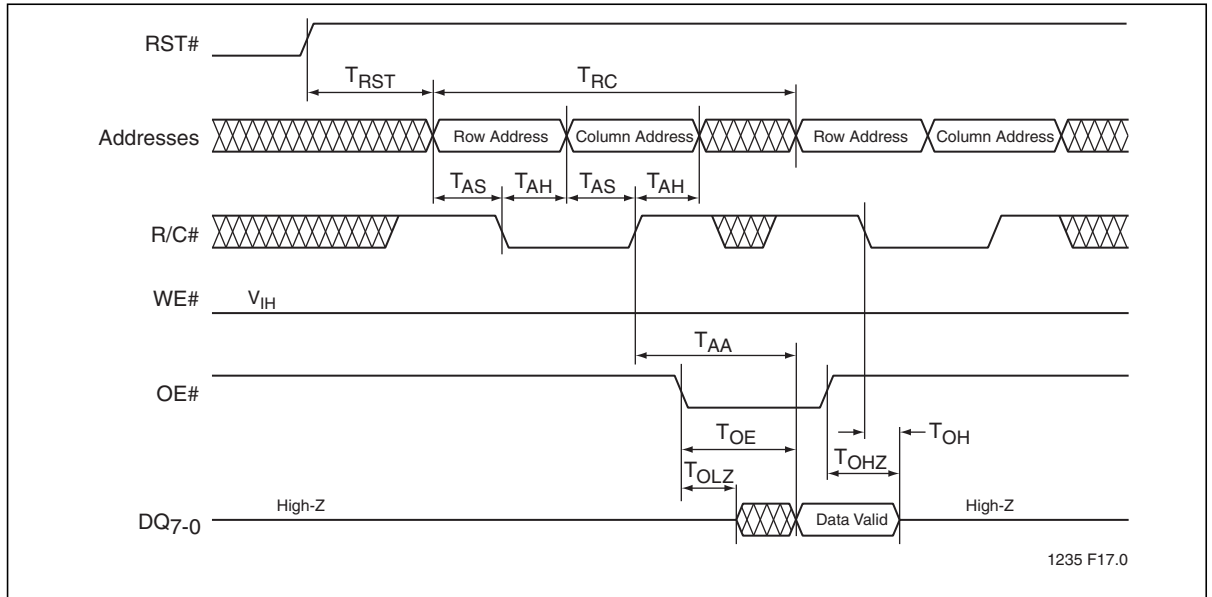 RST#
TRST
TRC
Addresses
Row Address
Column Address
Row Address
Column Address
TAS
TAH
TAS
TAH
R/C#
WE#
VIH
TAA
OE#
TOE
TOH
TOHZ
TOLZ
DQ7-0
High-Z
Data Valid
High-Z
1235 F17.0